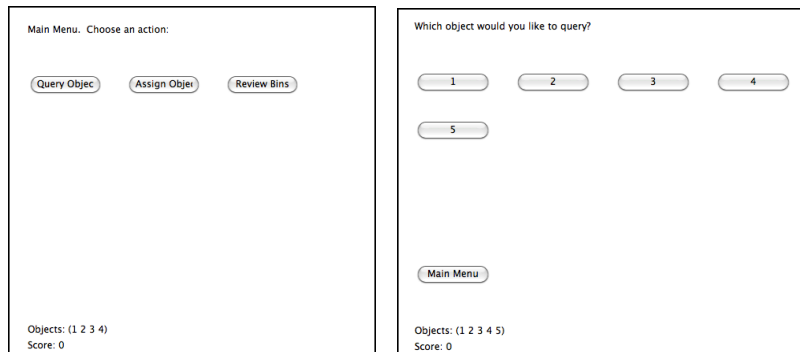 Main Menu.  Choose an action:
Query Objec
Assign Objec
Review Bins
Objects: (1 2 3 4)
Score: 0
Which object would you like to query?
1
2
3
4
5
Main Menu
Objects: (1 2 3 4 5)
Score: 0